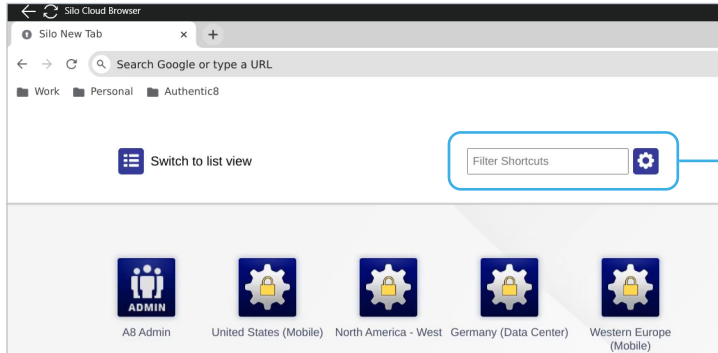 Silo Cloud Browser
Silo New Tab
Search Google or type a URL
Work Personal Authentic8
Switch to list view
Filter Shortcuts
ADMIN
A8 Admin United States (Mobile) North America - West Germany (Data Center) Western Europe
(Mobile)